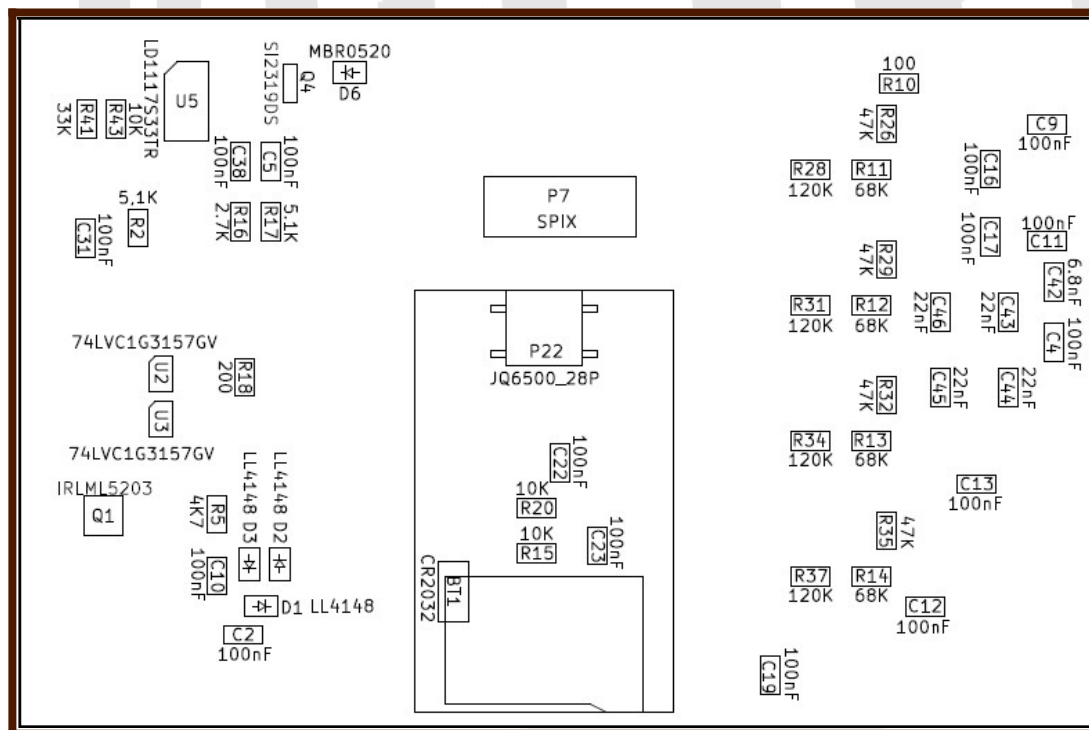 LD1117S33TR
U5
SI2319DS
Q4
MBR0520
D6
33K
R41
R43
10K
100nF
C38
C5
100nF
5,1K
R2
C31
100nF
2.7K
R16
R17
5.1K
P7
SPIX
100
R10
47K
R26
C9
100nF
R28
120K
R11
68K
100nF
C16
100nF
C17
100nF
C11
47K
R29
C42
6.8nF
R31
120K
R12
68K
22nF
C46
22nF
C43
C4
100nF
74LVC1G3157GV
U2
200
R18
U3
74LVC1G3157GV
P22
JQ6500_28P
47K
R32
C45
22nF
C44
22nF
R34
120K
R13
68K
IRLML5203
Q1
4K7
R5
LL4148 D3
LL4148 D2
C22
100nF
10K
R20
10K
R15
C23
100nF
C13
100nF
R35
47K
100nF
C10
D1 LL4148
C2
100nF
CR2032
BT1
R37
120K
R14
68K
C12
100nF
C19
100nF